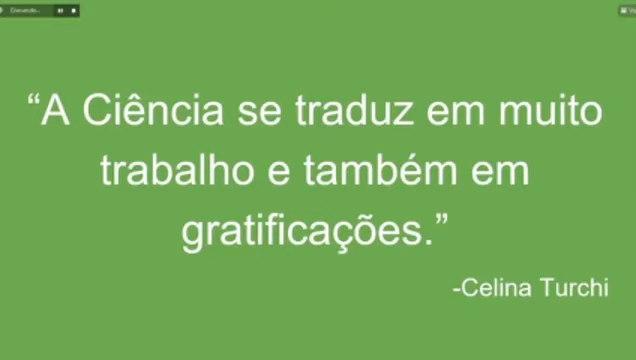 “A Ciência se traduz em muito
trabalho e também em
gratificações.”
-Celina Turchi